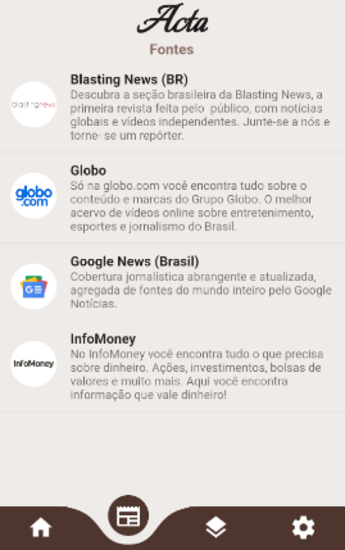 Acta
Fontes
blasting news
Blasting News (BR)
Descubra a seção brasileira da Blasting News, a
primeira revista feita pelo público, com notícias
globais e vídeos independentes. Junte-se a nós e
torne- se um repórter.
globo
.com
Globo
Só na globo.com você encontra tudo sobre o
conteúdo e marcas do Grupo Globo. O melhor
acervo de vídeos online sobre entretenimento,
esportes e jornalismo do Brasil.
GE
Google News (Brasil)
Cobertura jornalística abrangente e atualizada,
agregada de fontes do mundo inteiro pelo Google
Notícias.
InfoMoney
InfoMoney
No InfoMoney você encontra tudo o que precisa
sobre dinheiro. Ações, investimentos, bolsas de
valores e muito mais. Aqui você encontra
informação que vale dinheiro!